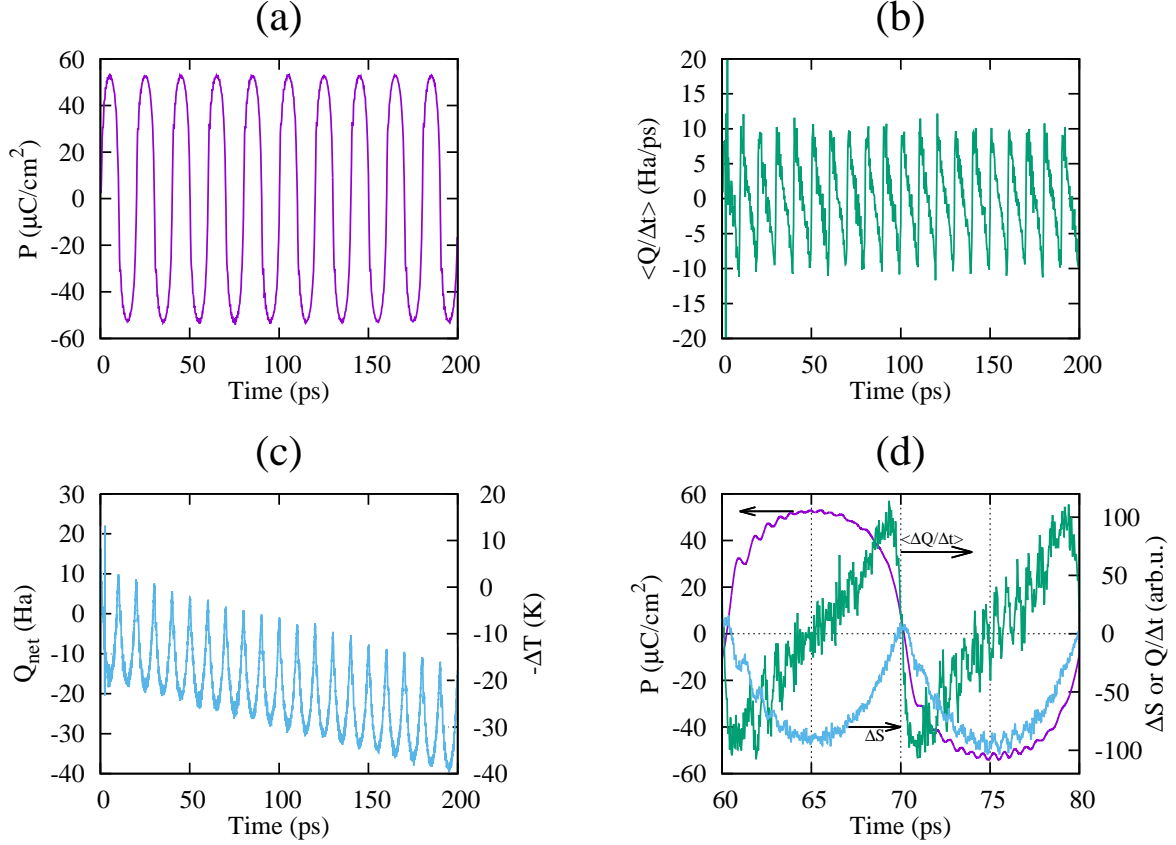 (a)
60
40
20
0
-20
-40
-60
P (μC/cm²)
0 50 100 150 200
Time (ps)
(b)
20
15
10
5
0
-5
-10
-15
-20
<Q/Δt> (Ha/ps)
0 50 100 150 200
Time (ps)
(c)
30
20
10
0
-10
-20
-30
-40
Q_net (Ha)
20
10
0
-10
-20
-30
-40
-ΔT (K)
0 50 100 150 200
Time (ps)
(d)
60
40
20
0
-20
-40
-60
P (μC/cm²)
<ΔQ/Δt>
ΔS
100
50
0
-50
-100
ΔS or Q/Δt (arb.u.)
60 65 70 75 80
Time (ps)